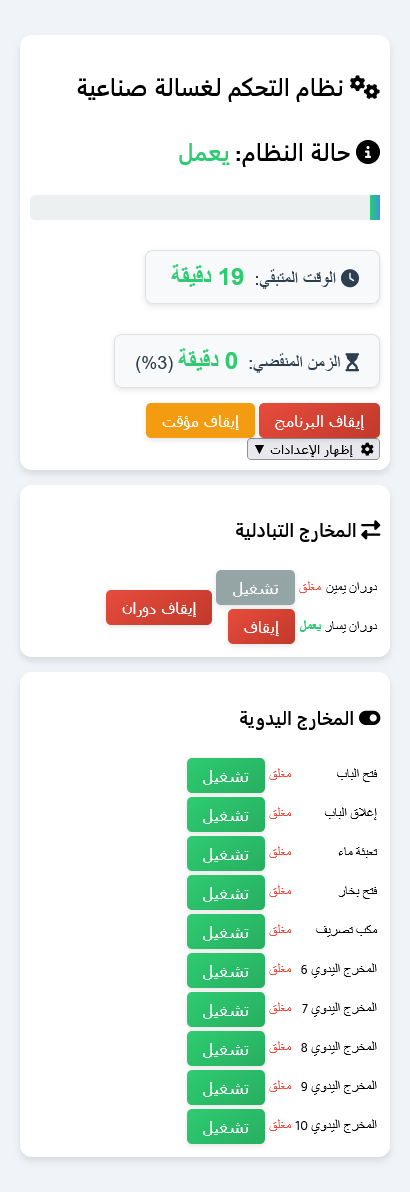 نظام التحكم لغسالة صناعية
حالة النظام: يعمل
الوقت المتبقي: 19 دقيقة
الزمن المنقضي: 0 دقيقة (3%)
إيقاف البرنامج إيقاف مؤقت
إظهار الإعدادات ▼
المخارج التبادلية
دوران يمين مغلق تشغيل
إيقاف دوران
دوران يسار يعمل إيقاف
المخارج اليدوية
فتح الباب مغلق تشغيل
إغلاق الباب مغلق تشغيل
تعبئة ماء مغلق تشغيل
فتح بخار مغلق تشغيل
مكب تصريف مغلق تشغيل
المخرج اليدوي 6 مغلق تشغيل
المخرج اليدوي 7 مغلق تشغيل
المخرج اليدوي 8 مغلق تشغيل
المخرج اليدوي 9 مغلق تشغيل
المخرج اليدوي 10 مغلق تشغيل